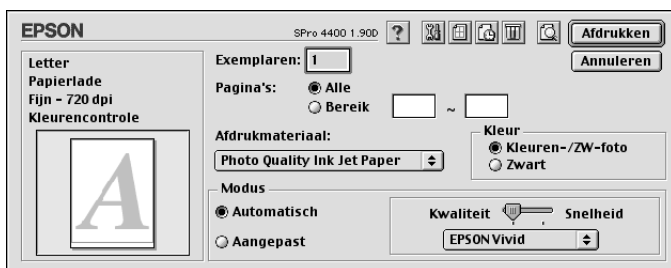 EPSON
SPro 4400 1.90D
?
Afdrukken
Annuleren
Letter
Papierlade
Fijn - 720 dpi
Kleurencontrole
A
Exemplaren: 1
Pagina's: Alle
Bereik ~
Afdrukmateriaal:
Photo Quality Ink Jet Paper
Kleur
Kleuren-/ZW-foto
Zwart
Modus
Automatisch
Aangepast
Kwaliteit Snelheid
EPSON Vivid